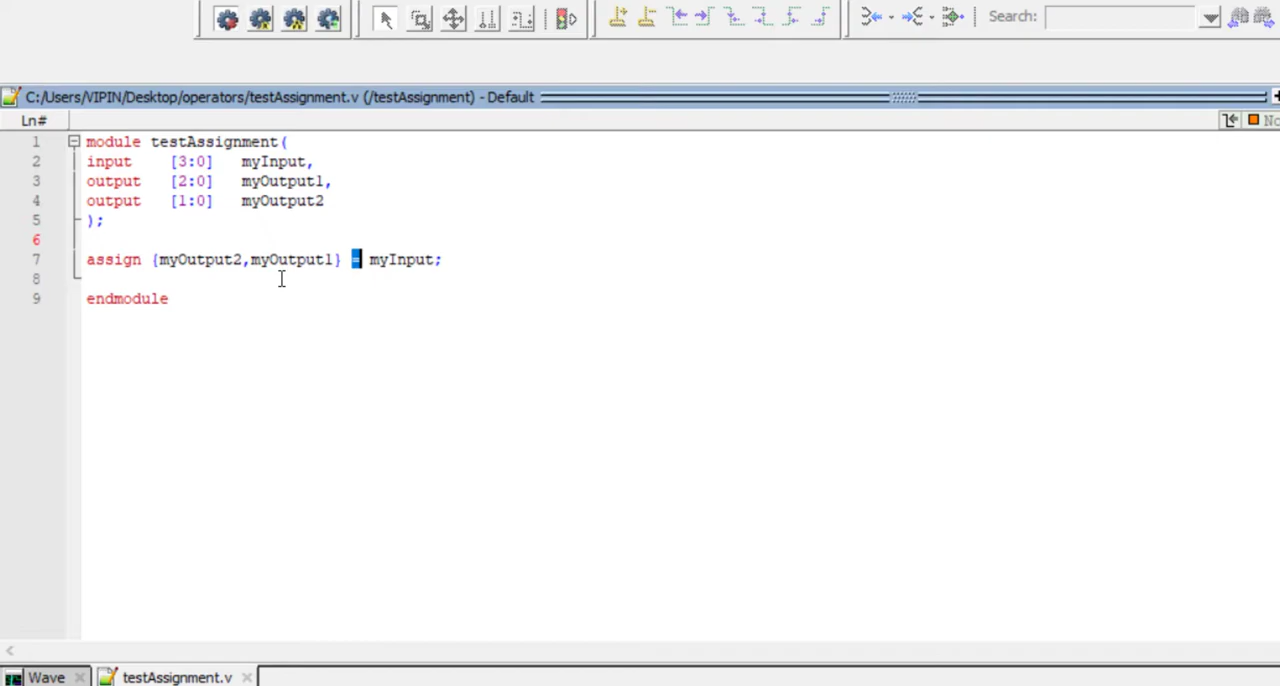 Search:
C:/Users/VIPIN/Desktop/operators/testAssignment.v (/testAssignment) - Default
Ln#
1 module testAssignment(
2 input [3:0] myInput,
3 output [2:0] myOutput1,
4 output [1:0] myOutput2
5 );
6
7 assign {myOutput2,myOutput1} = myInput;
8
9 endmodule
Wave
testAssignment.v